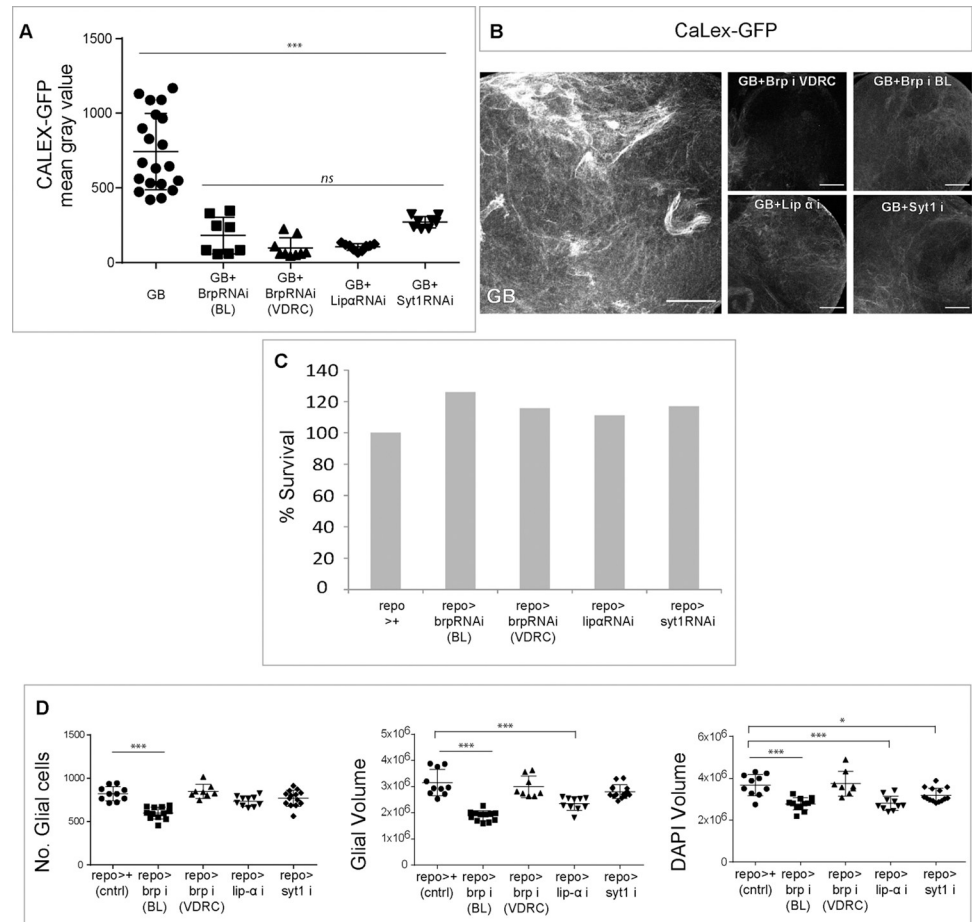 A
1500
1000
500
0
CALEX-GFP
mean gray value
***
ns
GB
GB+
BrpRNAi
(BL)
GB+
BrpRNAi
(VDRC)
GB+
LipαRNAi
GB+
Syt1RNAi
B
CaLex-GFP
GB
GB+Brp i VDRC
GB+Brp i BL
GB+Lip α i
GB+Syt1 i
C
140
120
100
80
60
40
20
0
% Survival
repo
>+
repo>
brpRNAi
(BL)
repo>
brpRNAi
(VDRC)
repo>
lipαRNAi
repo>
syt1RNAi
D
No. Glial cells
1500
1000
500
0
***
repo>+
(cntrl)
repo>
brp i
(BL)
repo>
brp i
(VDRC)
repo>
lip-α i
repo>
syt1 i
Glial Volume
5x10⁶
4x10⁶
3x10⁶
2x10⁶
1x10⁶
0
***
***
repo>+
(cntrl)
repo>
brp i
(BL)
repo>
brp i
(VDRC)
repo>
lip-α i
repo>
syt1 i
DAPI Volume
6x10⁶
4x10⁶
2x10⁶
0
*
***
***
repo>+
(cntrl)
repo>
brp i
(BL)
repo>
brp i
(VDRC)
repo>
lip-α i
repo>
syt1 i